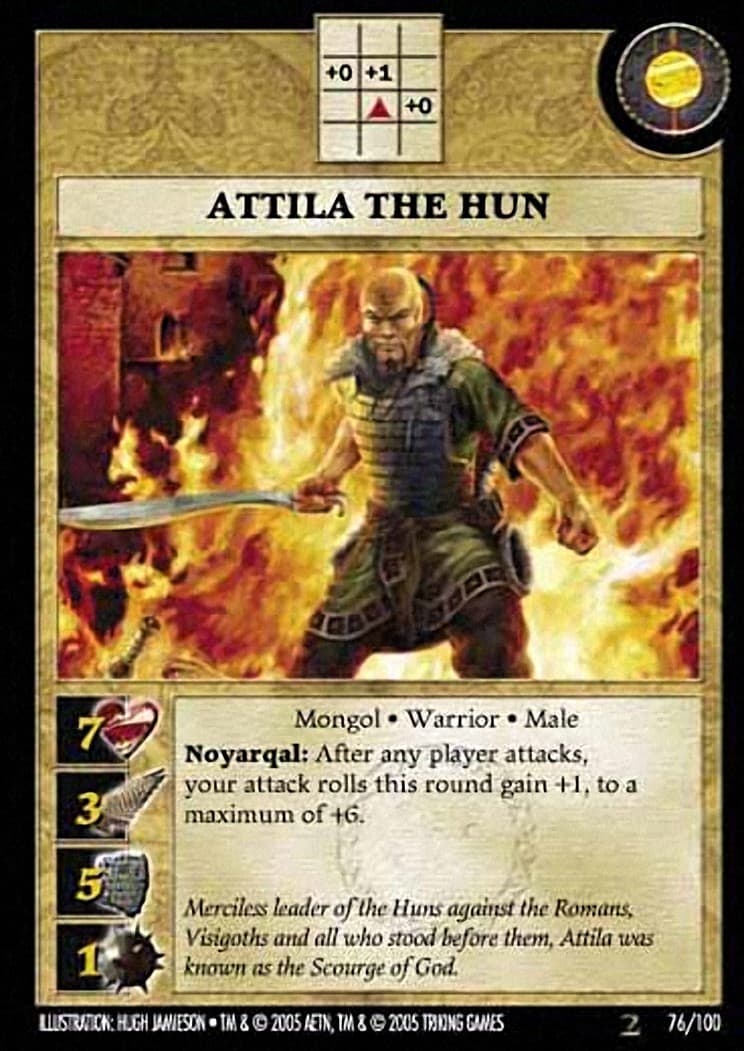 +0 +1
+0
ATTILA THE HUN
7
3
5
1
Mongol • Warrior • Male
Noyarqal: After any player attacks,
your attack rolls this round gain +1, to a
maximum of +6.
Merciless leader of the Huns against the Romans,
Visigoths and all who stood before them, Attila was
known as the Scourge of God.
ILLUSTRATION: HUGH JAMIESON • TM & © 2005 AETN, TM & © 2005 TRIKING GAMES
2 76/100